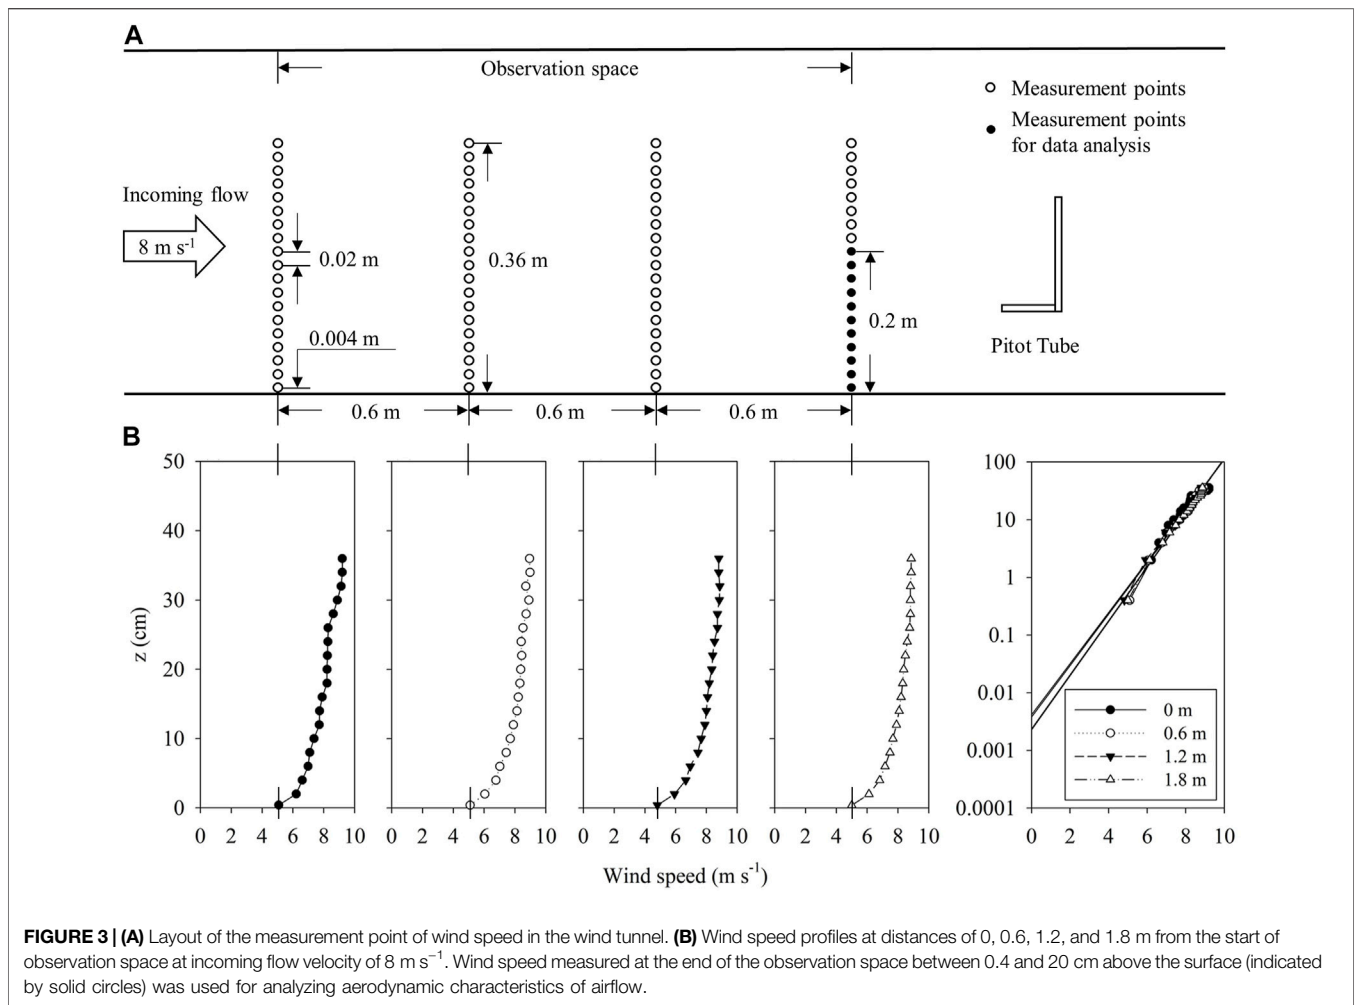 A
Observation space
Measurement points
Measurement points
for data analysis
Incoming flow
8 m s-1
0.02 m
0.36 m
0.004 m
0.2 m
Pitot Tube
0.6 m
0.6 m
0.6 m
B
50
40
30
20
10
0
z (cm)
0 2 4 6 8 10
0 2 4 6 8 10
0 2 4 6 8 10
0 2 4 6 8 10
100
10
1
0.1
0.01
0.001
0.0001
0 m
0.6 m
1.2 m
1.8 m
0 2 4 6 8 10
Wind speed (m s-1)
FIGURE 3 | (A) Layout of the measurement point of wind speed in the wind tunnel. (B) Wind speed profiles at distances of 0, 0.6, 1.2, and 1.8 m from the start of
observation space at incoming flow velocity of 8 m s−1. Wind speed measured at the end of the observation space between 0.4 and 20 cm above the surface (indicated
by solid circles) was used for analyzing aerodynamic characteristics of airflow.